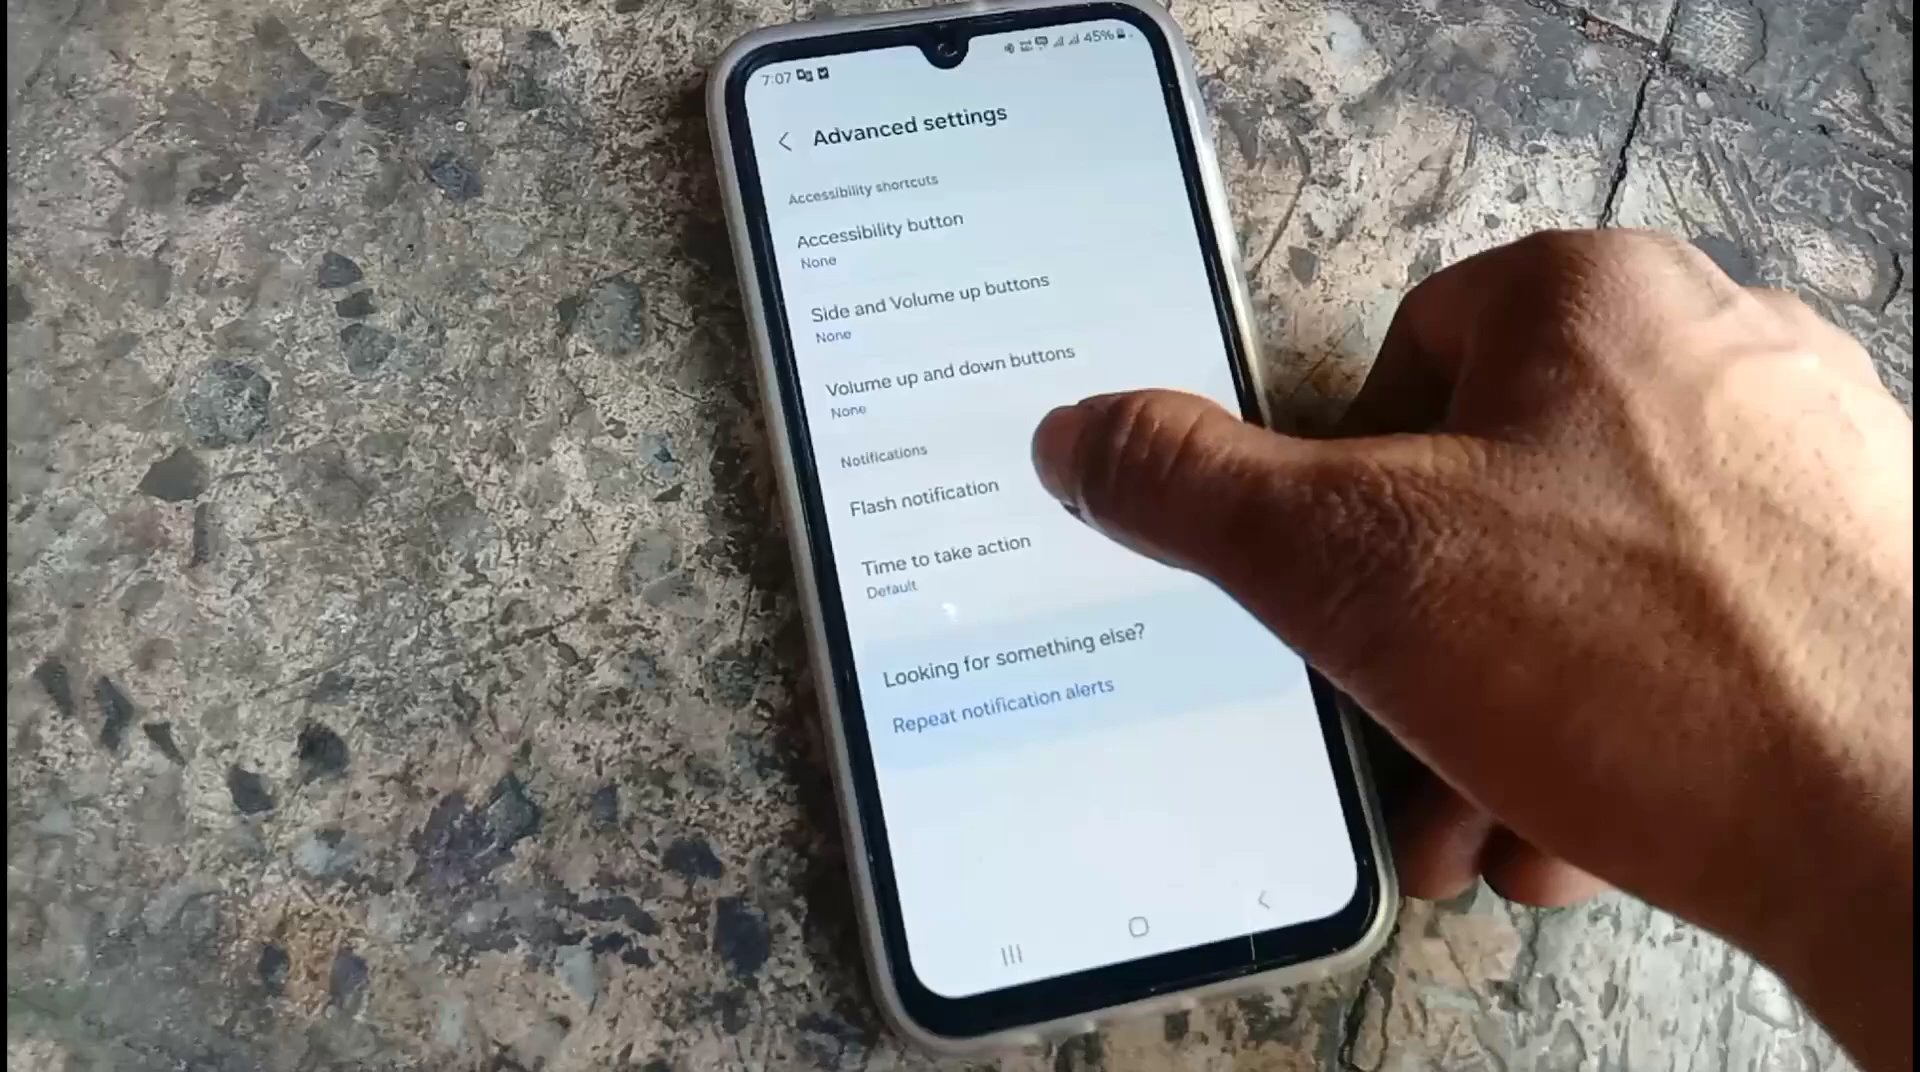 7:07
45%
Advanced settings
Accessibility shortcuts
Accessibility button
None
Side and Volume up buttons
None
Volume up and down buttons
None
Notifications
Flash notification
Time to take action
Default
Looking for something else?
Repeat notification alerts